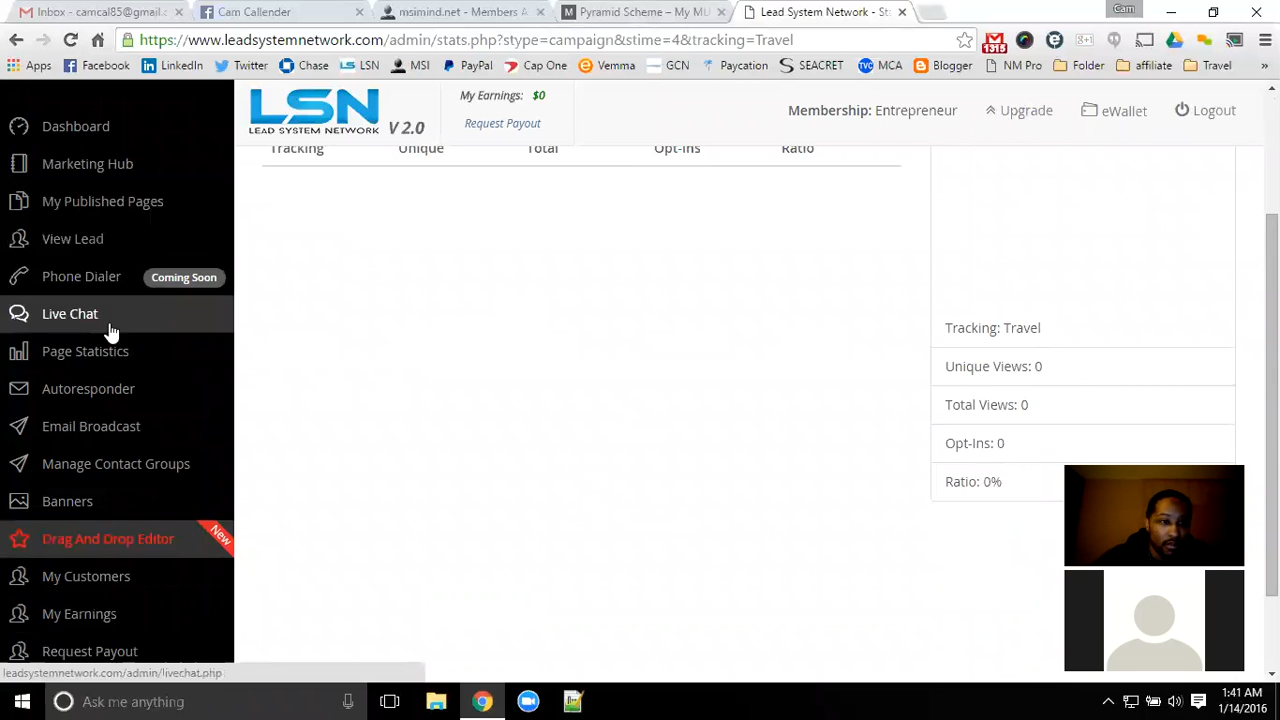 Inbox - camcal85@gmail.c
Cam Callender
msimind.net - Members A
Pyramid Scheme – My ML
Lead System Network - Sta
Cam
https://www.leadsystemnetwork.com/admin/stats.php?stype=campaign&stime=4&tracking=Travel
1315
Apps
Facebook
LinkedIn
Twitter
Chase
LSN
MSI
PayPal
Cap One
Vemma
GCN
Paycation
SEACRET
MCA
Blogger
NM Pro
Folder
affiliate
Travel
»
LSN
LEAD SYSTEM NETWORK
V 2.0
My Earnings: $0
Request Payout
Membership: Entrepreneur
Upgrade
eWallet
Logout
Dashboard
Marketing Hub
My Published Pages
View Lead
Phone Dialer
Coming Soon
Live Chat
Page Statistics
Autoresponder
Email Broadcast
Manage Contact Groups
Banners
Drag And Drop Editor
New
My Customers
My Earnings
Request Payout
Tracking Unique Total Opt-Ins Ratio
Tracking: Travel
Unique Views: 0
Total Views: 0
Opt-Ins: 0
Ratio: 0%
leadsystemnetwork.com/admin/livechat.php
Ask me anything
1:41 AM
1/14/2016